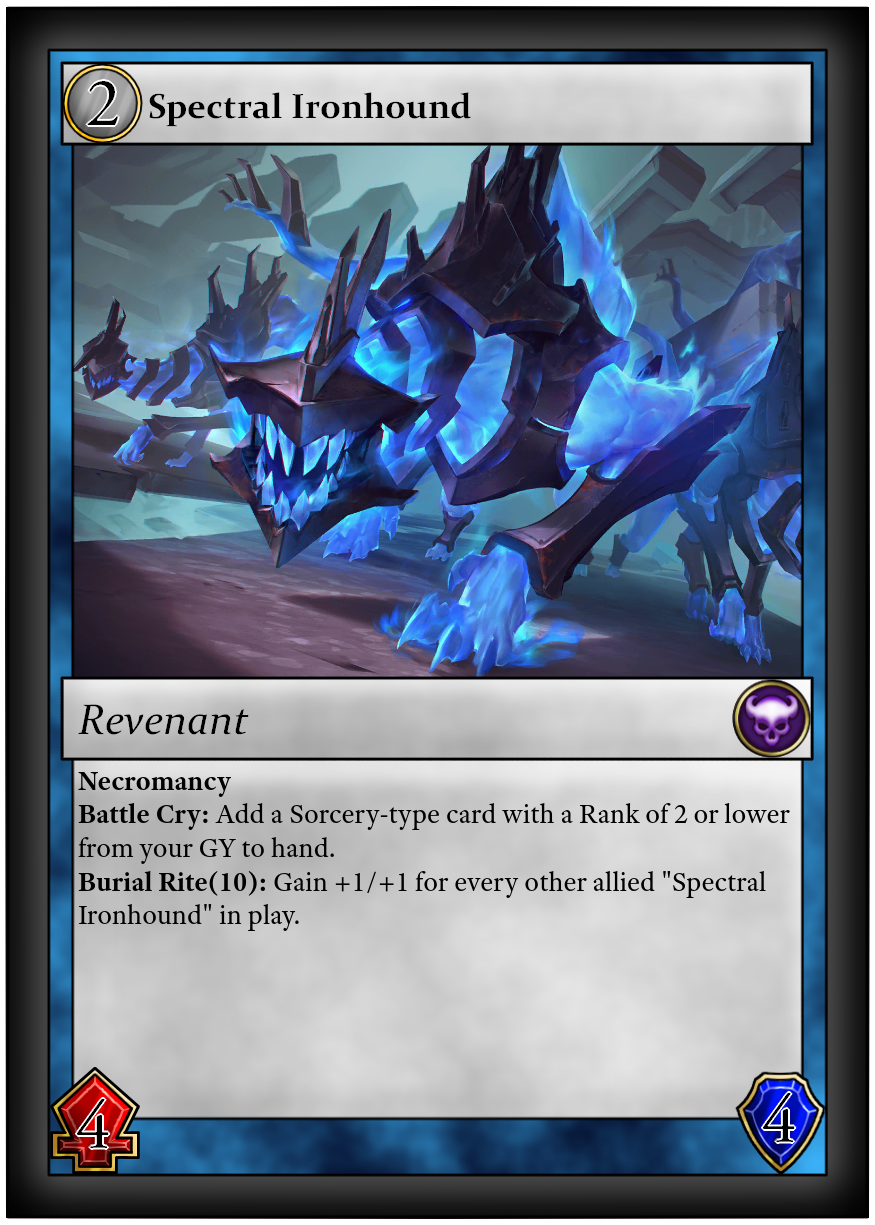 2 Spectral Ironhound
Revenant
Necromancy
Battle Cry: Add a Sorcery-type card with a Rank of 2 or lower
from your GY to hand.
Burial Rite(10): Gain +1/+1 for every other allied "Spectral
Ironhound" in play.
4 4